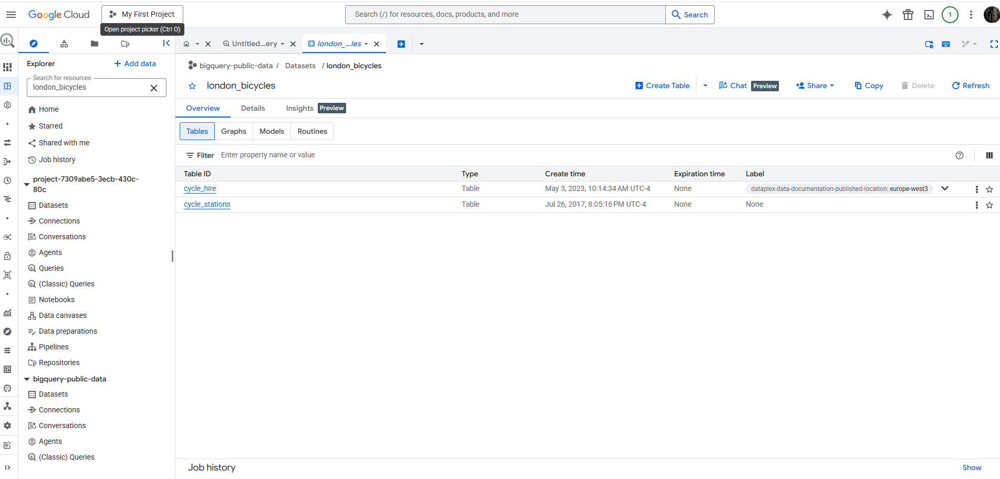 Google Cloud
My First Project
Search (/) for resources, docs, products, and more
Search
1
Open project picker (Ctrl O)
Untitled...ery
london_...les
Explorer
Add data
Search for resources
london_bicycles
Home
Starred
Shared with me
Job history
project-7309abe5-3ecb-430c-
80c
Datasets
Connections
Conversations
Agents
Queries
(Classic) Queries
Notebooks
Data canvases
Data preparations
Pipelines
Repositories
bigquery-public-data
Datasets
Connections
Conversations
Agents
(Classic) Queries
bigquery-public-data / Datasets / london_bicycles
london_bicycles
Create Table
Chat Preview
Share
Copy
Delete
Refresh
Overview Details Insights Preview
Tables Graphs Models Routines
Filter Enter property name or value
Table ID Type Create time Expiration time Label
cycle_hire Table May 3, 2023, 10:14:34 AM UTC-4 None dataplex-data-documentation-published-location: europe-west3
cycle_stations Table Jul 26, 2017, 8:05:16 PM UTC-4 None None
Job history
Show